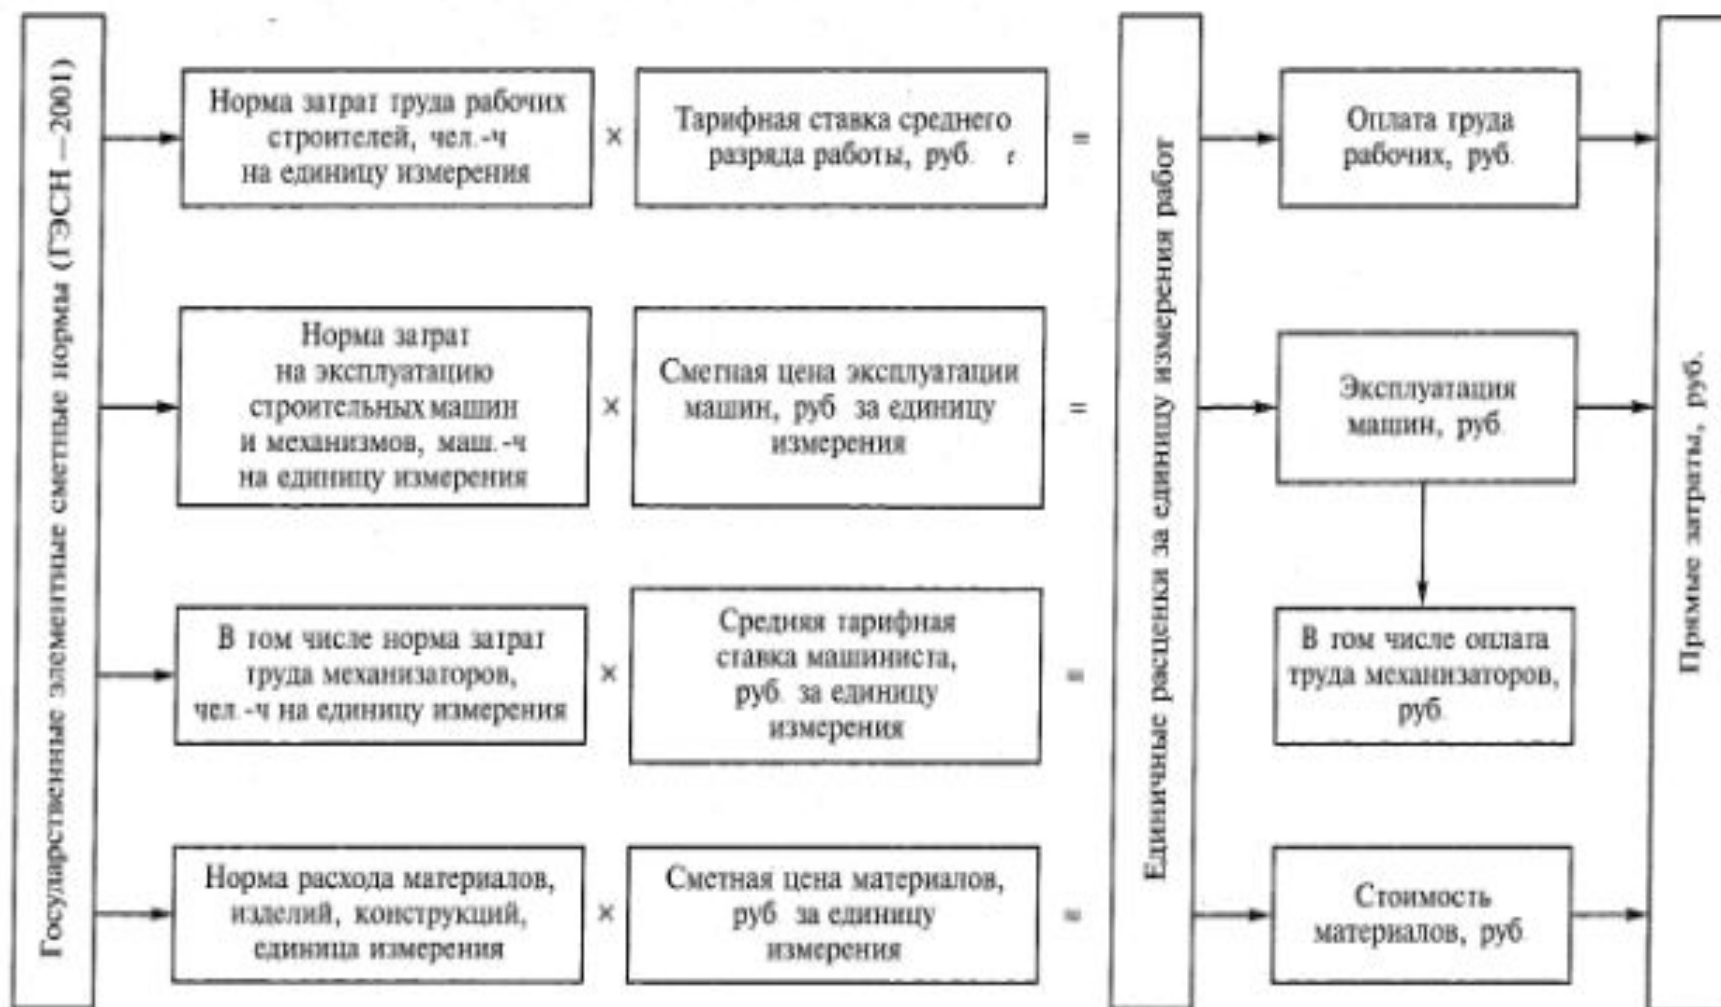 Государственные элементные сметные нормы (ГЭСН — 2001)
Норма затрат труда рабочих
строителей, чел.-ч
на единицу измерения
×
Тарифная ставка среднего
разряда работы, руб.
=
Норма затрат
на эксплуатацию
строительных машин
и механизмов, маш.-ч
на единицу измерения
×
Сметная цена эксплуатации
машин, руб за единицу
измерения
=
В том числе норма затрат
труда механизаторов,
чел.-ч на единицу измерения
×
Средняя тарифная
ставка машиниста,
руб. за единицу
измерения
=
Норма расхода материалов,
изделий, конструкций,
единица измерения
×
Сметная цена материалов,
руб за единицу
измерения
=
Единичные расценки за единицу измерения работ
Оплата труда
рабочих, руб.
Эксплуатация
машин, руб.
В том числе оплата
труда механизаторов,
руб.
Стоимость
материалов, руб
Прямые затраты, руб.